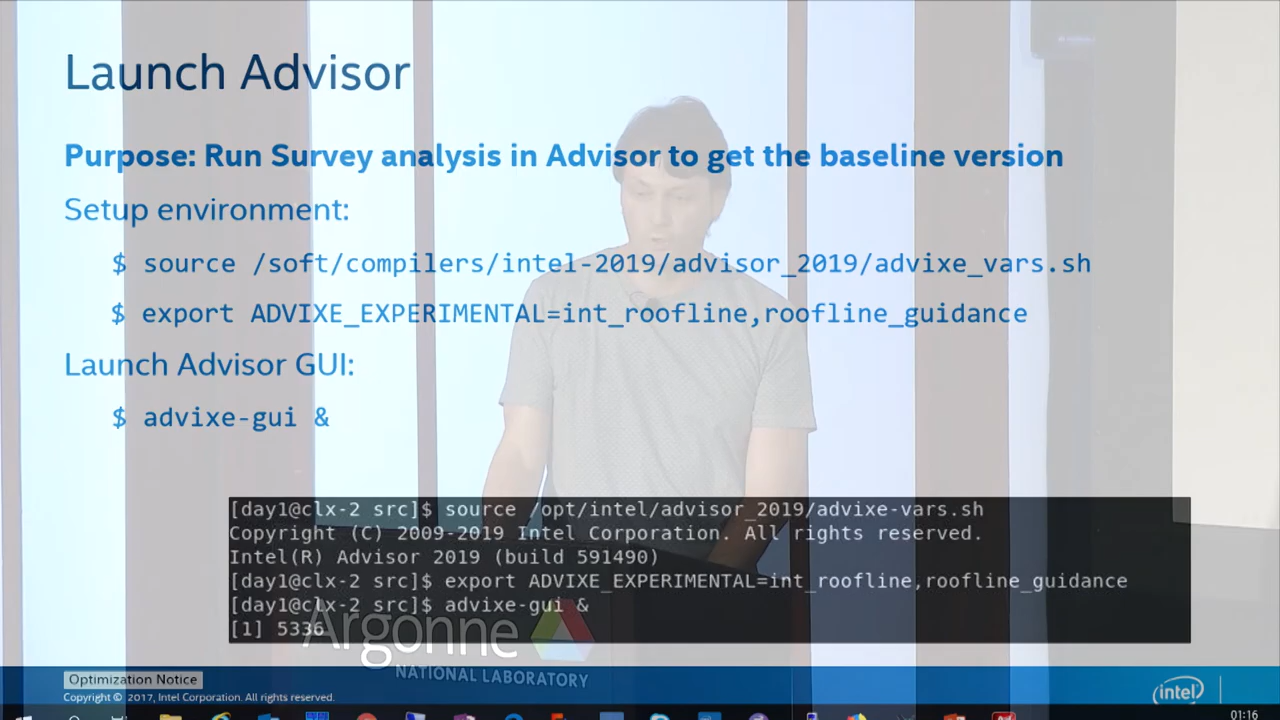 Launch Advisor
Purpose: Run Survey analysis in Advisor to get the baseline version
Setup environment:
$ source /soft/compilers/intel-2019/advisor_2019/advixe_vars.sh
$ export ADVIXE_EXPERIMENTAL=int_roofline,roofline_guidance
Launch Advisor GUI:
$ advixe-gui &
[day1@clx-2 src]$ source /opt/intel/advisor_2019/advixe-vars.sh
Copyright (C) 2009-2019 Intel Corporation. All rights reserved.
Intel(R) Advisor 2019 (build 591490)
[day1@clx-2 src]$ export ADVIXE_EXPERIMENTAL=int_roofline,roofline_guidance
[day1@clx-2 src]$ advixe-gui &
[1] 5336
Argonne
NATIONAL LABORATORY
Optimization Notice
Copyright © 2017, Intel Corporation. All rights reserved.
intel
01:16